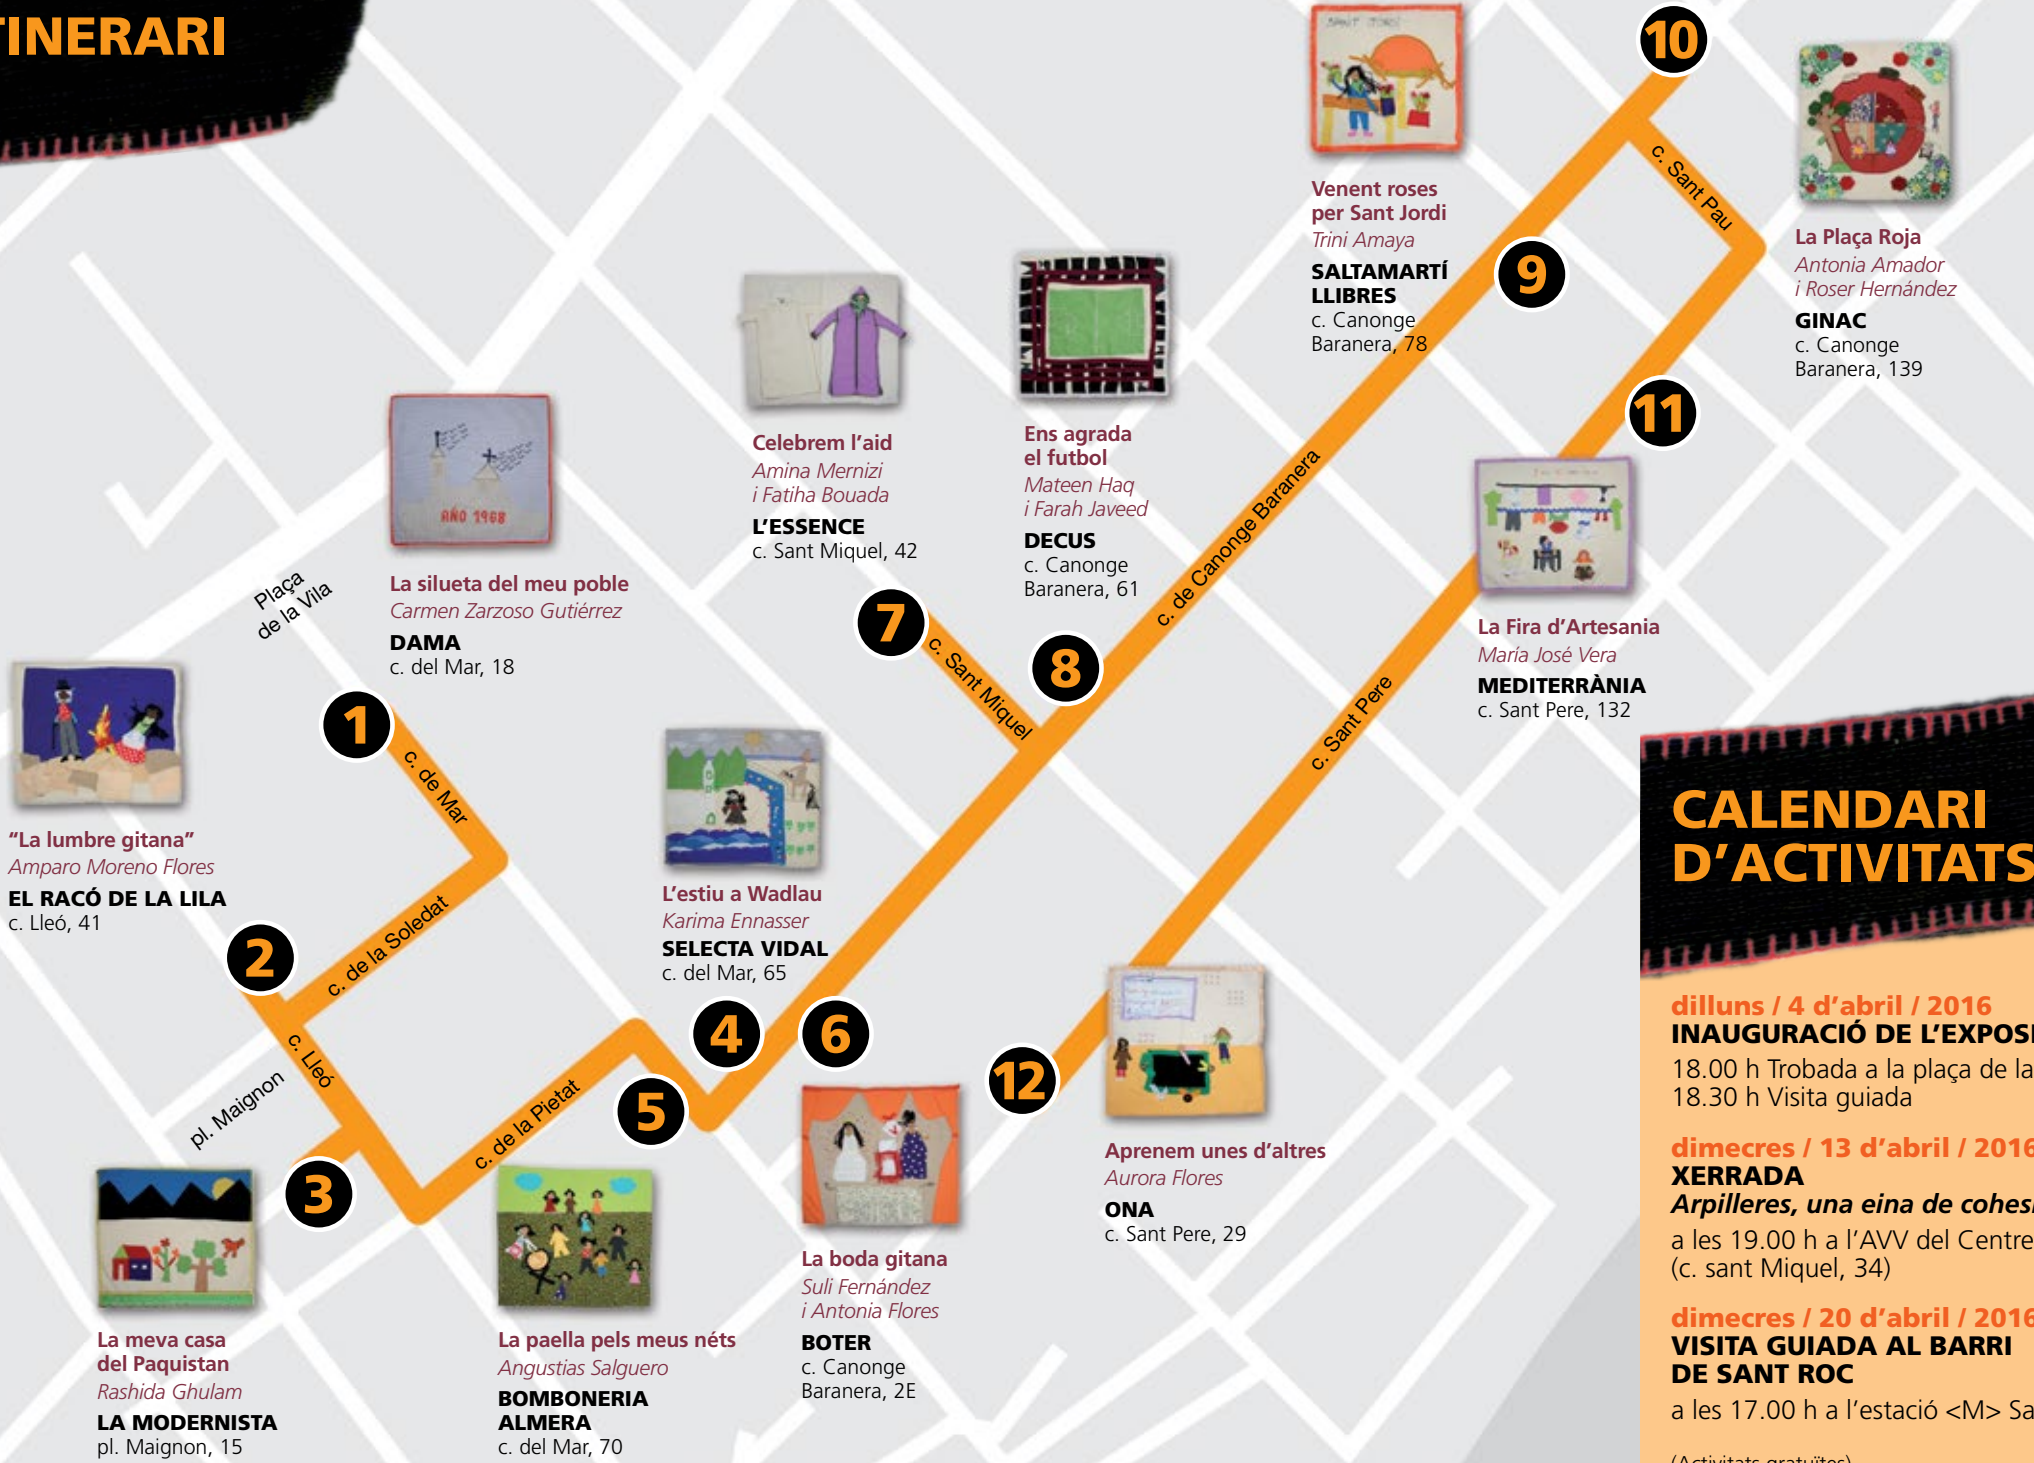 TINERARI
10
SANT JORDI
Venent roses
per Sant Jordi
Trini Amaya
SALTAMARTÍ
LLIBRES
c. Canonge
Baranera, 78
9
c. Sant Pau
La Plaça Roja
Antonia Amador
i Roser Hernández
GINAC
c. Canonge
Baranera, 139
11
Celebrem l'aid
Amina Mernizi
i Fatiha Bouada
L'ESSENCE
c. Sant Miquel, 42
Ens agrada
el futbol
Mateen Haq
i Farah Javeed
DECUS
c. Canonge
Baranera, 61
c. de Canonge Baranera
AÑO 1968
La silueta del meu poble
Carmen Zarzoso Gutiérrez
DAMA
c. del Mar, 18
Plaça
de la Vila
7
c. Sant Miquel
8
La Fira d'Artesania
María José Vera
MEDITERRÀNIA
c. Sant Pere, 132
c. Sant Pere
1
c. de Mar
"La lumbre gitana"
Amparo Moreno Flores
EL RACÓ DE LA LILA
c. Lleó, 41
2
c. de la Soledat
L'estiu a Wadlau
Karima Ennasser
SELECTA VIDAL
c. del Mar, 65
4
6
5
12
c. Lleó
pl. Maignon
3
c. de la Pietat
La meva casa
del Paquistan
Rashida Ghulam
LA MODERNISTA
pl. Maignon, 15
La paella pels meus néts
Angustias Salguero
BOMBONERIA
ALMERA
c. del Mar, 70
La boda gitana
Suli Fernández
i Antonia Flores
BOTER
c. Canonge
Baranera, 2E
Aprenem unes d'altres
Aurora Flores
ONA
c. Sant Pere, 29
CALENDARI
D'ACTIVITATS
dilluns / 4 d'abril / 2016
INAUGURACIÓ DE L'EXPOSI
18.00 h Trobada a la plaça de la
18.30 h Visita guiada
dimecres / 13 d'abril / 2016
XERRADA
Arpilleres, una eina de cohesi
a les 19.00 h a l'AVV del Centre
(c. sant Miquel, 34)
dimecres / 20 d'abril / 2016
VISITA GUIADA AL BARRI
DE SANT ROC
a les 17.00 h a l'estació <M> Sa
(Activitats gratuïtes)